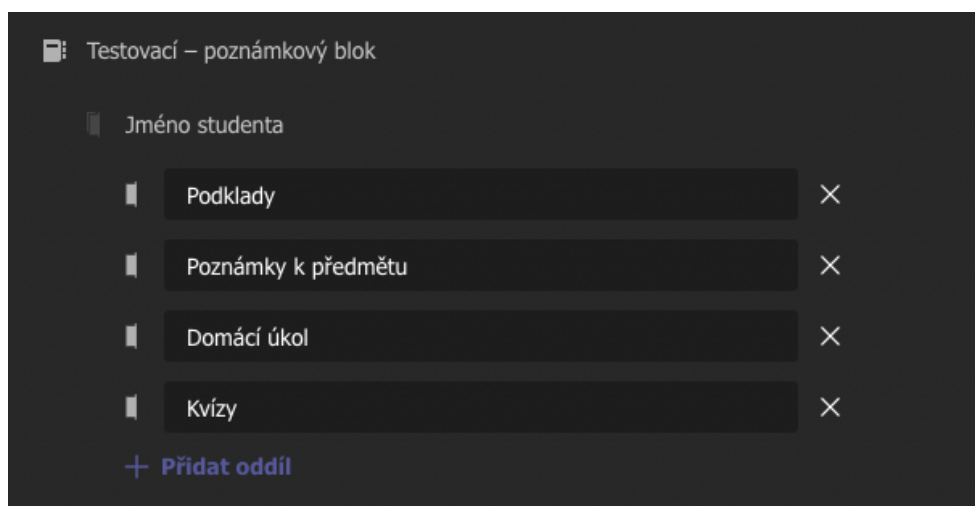 Testovací – poznámkový blok
Jméno studenta
Podklady
Poznámky k předmětu
Domácí úkol
Kvízy
Přidat oddíl